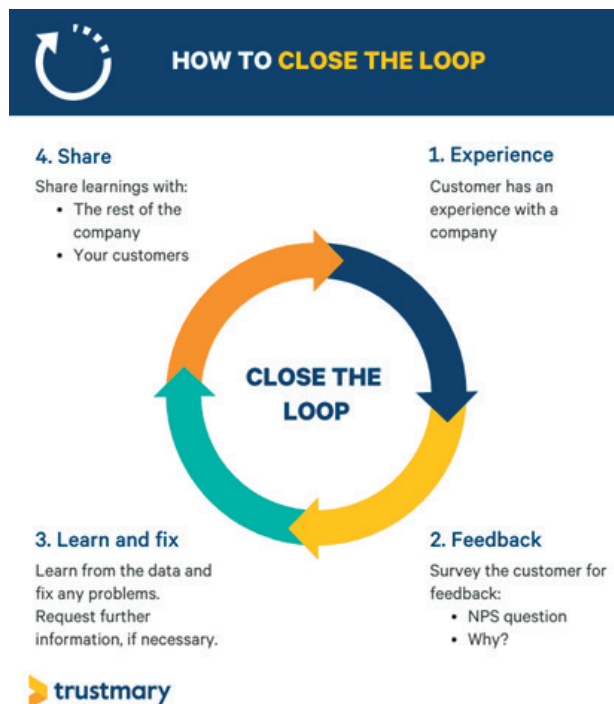 HOW TO CLOSE THE LOOP
4. Share
Share learnings with:
• The rest of the
company
• Your customers
1. Experience
Customer has an
experience with a
company
CLOSE THE
LOOP
3. Learn and fix
Learn from the data and
fix any problems.
Request further
information, if necessary.
2. Feedback
Survey the customer for
feedback:
• NPS question
• Why?
trustmary